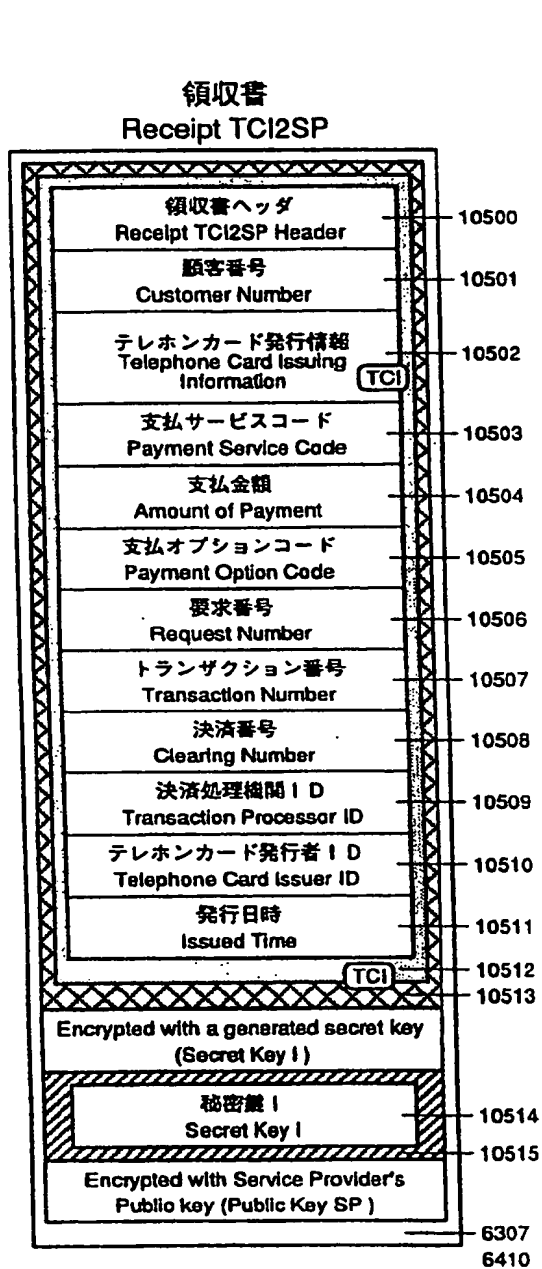 領収書
Receipt TCI2SP
領収書ヘッダ
Receipt TCI2SP Header
10500
顧客番号
Customer Number
10501
テレホンカード発行情報
Telephone Card Issuing
Information
TCI
10502
支払サービスコード
Payment Service Code
10503
支払金額
Amount of Payment
10504
支払オプションコード
Payment Option Code
10505
要求番号
Request Number
10506
トランザクション番号
Transaction Number
10507
決済番号
Clearing Number
10508
決済処理機関ID
Transaction Processor ID
10509
テレホンカード発行者ID
Telephone Card Issuer ID
10510
発行日時
Issued Time
10511
TCI
10512
10513
Encrypted with a generated secret key
(Secret Key I)
秘密鍵 I
Secret Key I
10514
10515
Encrypted with Service Provider's
Public key (Public Key SP )
6307
6410